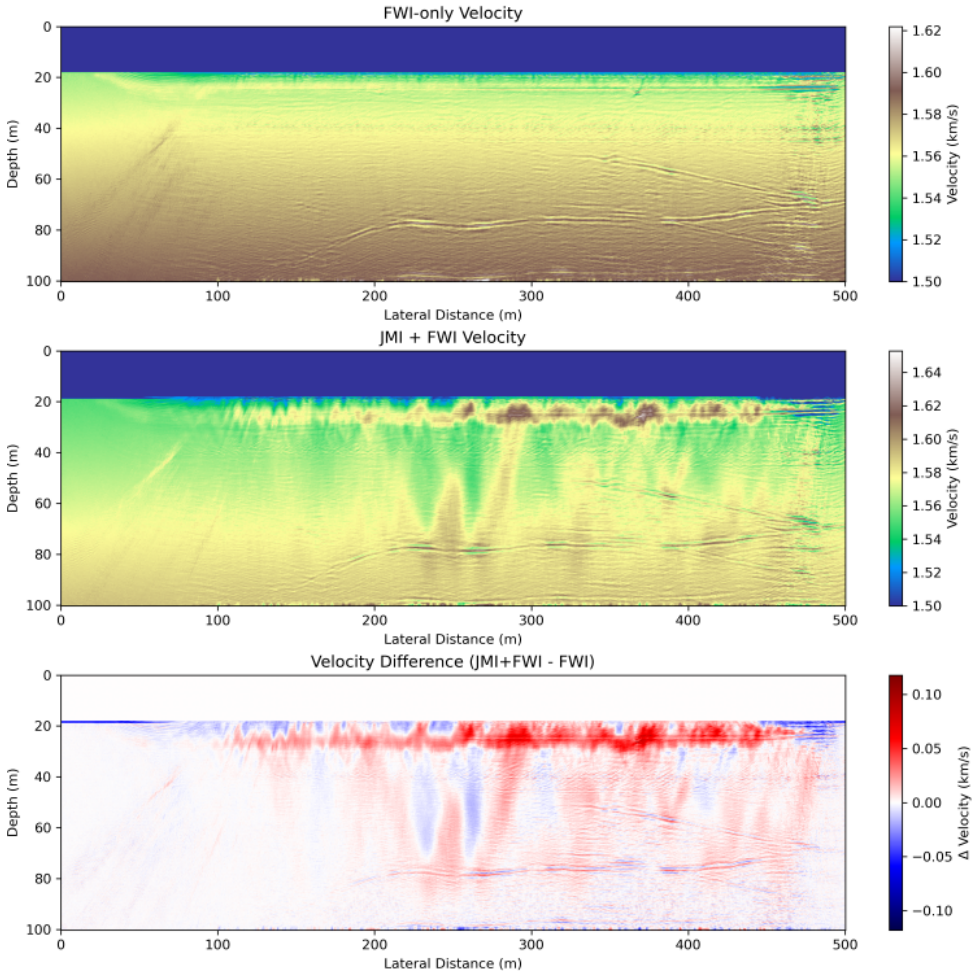 FWI-only Velocity
0
20
40
60
80
100
Depth (m)
0 100 200 300 400 500
Lateral Distance (m)
1.62
1.60
1.58
1.56
1.54
1.52
1.50
Velocity (km/s)
JMI + FWI Velocity
0
20
40
60
80
100
Depth (m)
0 100 200 300 400 500
Lateral Distance (m)
1.64
1.62
1.60
1.58
1.56
1.54
1.52
1.50
Velocity (km/s)
Velocity Difference (JMI+FWI - FWI)
0
20
40
60
80
100
Depth (m)
0 100 200 300 400 500
Lateral Distance (m)
0.10
0.05
0.00
−0.05
−0.10
Δ Velocity (km/s)